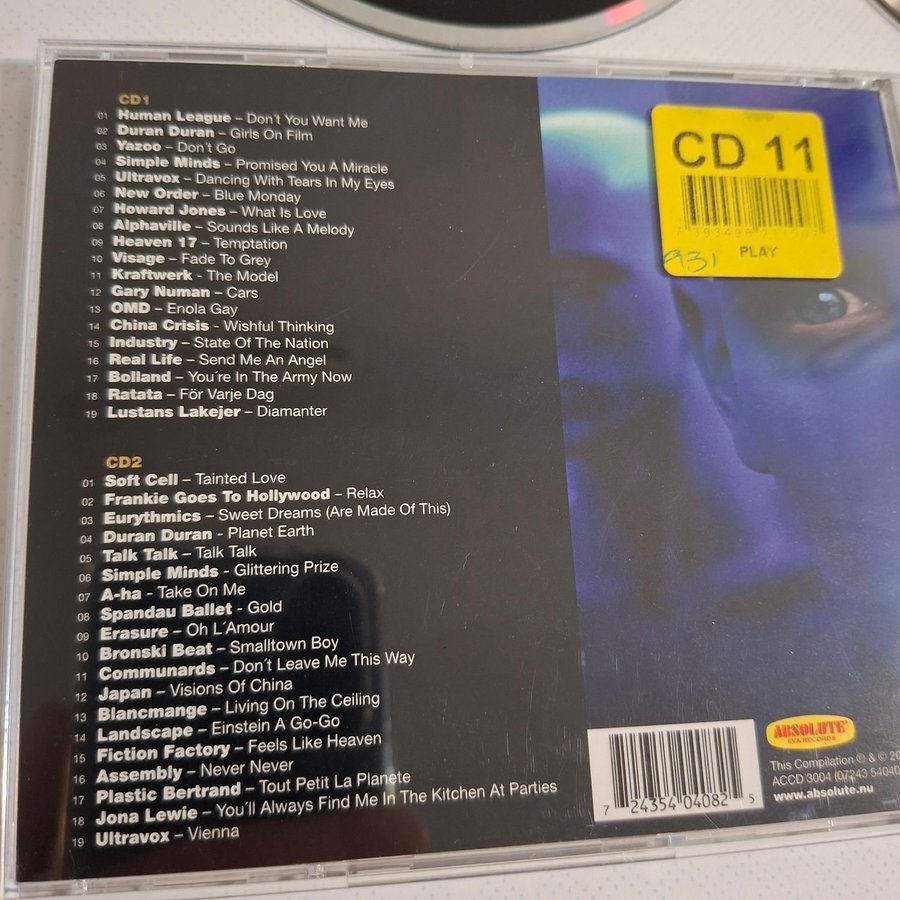 CD1
01 Human League – Don't You Want Me
02 Duran Duran – Girls On Film
03 Yazoo – Don't Go
04 Simple Minds – Promised You A Miracle
05 Ultravox – Dancing With Tears In My Eyes
06 New Order – Blue Monday
07 Howard Jones – What Is Love
08 Alphaville – Sounds Like A Melody
09 Heaven 17 – Temptation
10 Visage – Fade To Grey
11 Kraftwerk - The Model
12 Gary Numan – Cars
13 OMD – Enola Gay
14 China Crisis - Wishful Thinking
15 Industry – State Of The Nation
16 Real Life – Send Me An Angel
17 Bolland – You're In The Army Now
18 Ratata – För Varje Dag
19 Lustans Lakejer – Diamanter
CD2
01 Soft Cell – Tainted Love
02 Frankie Goes To Hollywood – Relax
03 Eurythmics – Sweet Dreams (Are Made Of This)
04 Duran Duran - Planet Earth
05 Talk Talk – Talk Talk
06 Simple Minds - Glittering Prize
07 A-ha - Take On Me
08 Spandau Ballet - Gold
09 Erasure – Oh L´Amour
10 Bronski Beat – Smalltown Boy
11 Communards – Don´t Leave Me This Way
12 Japan – Visions Of China
13 Blancmange – Living On The Ceiling
14 Landscape – Einstein A Go-Go
15 Fiction Factory – Feels Like Heaven
16 Assembly – Never Never
17 Plastic Bertrand – Tout Petit La Planete
18 Jona Lewie – You´ll Always Find Me In The Kitchen At Parties
19 Ultravox – Vienna
CD 11
PLAY
931
7 24354 04082 5
ABSOLUTE
EVA RECORDS
This Compilation ℗ & ©
ACCD 3004 (07243 54040
www.absolute.nu